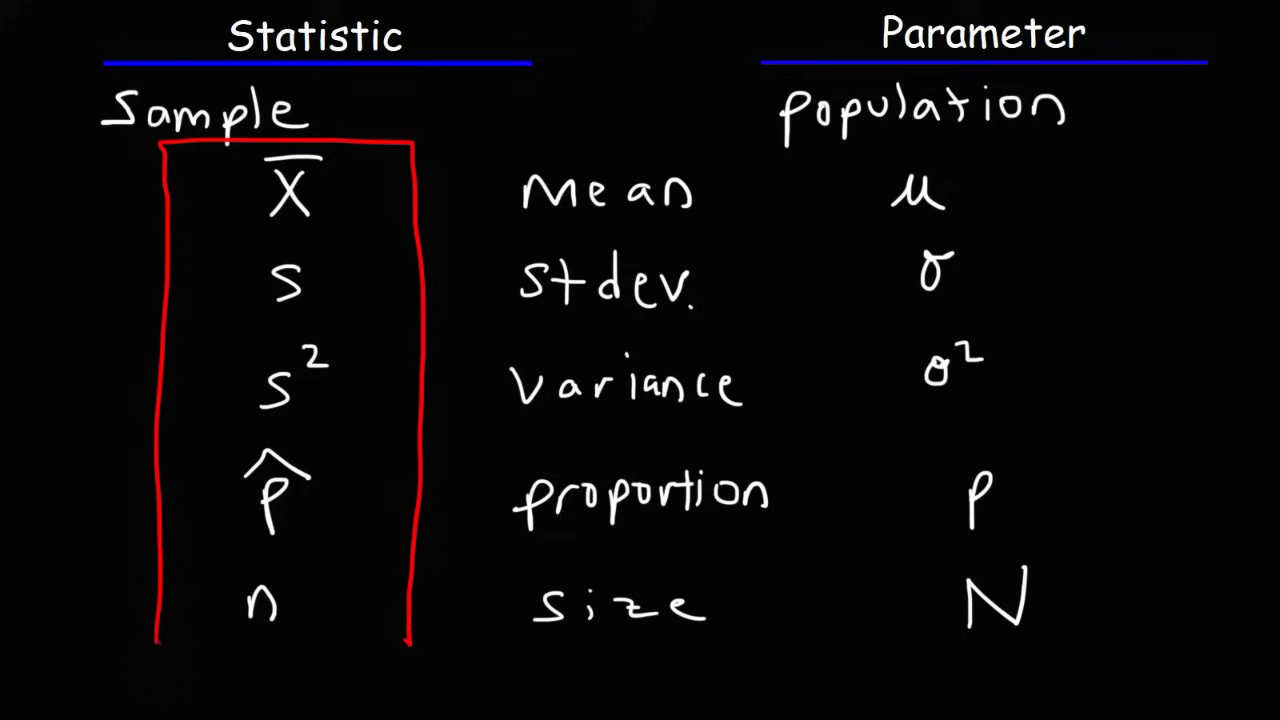 Statistic Parameter
Sample population
X̅ Mean μ
s stdev. σ
s² variance σ²
p̂ proportion p
n size N